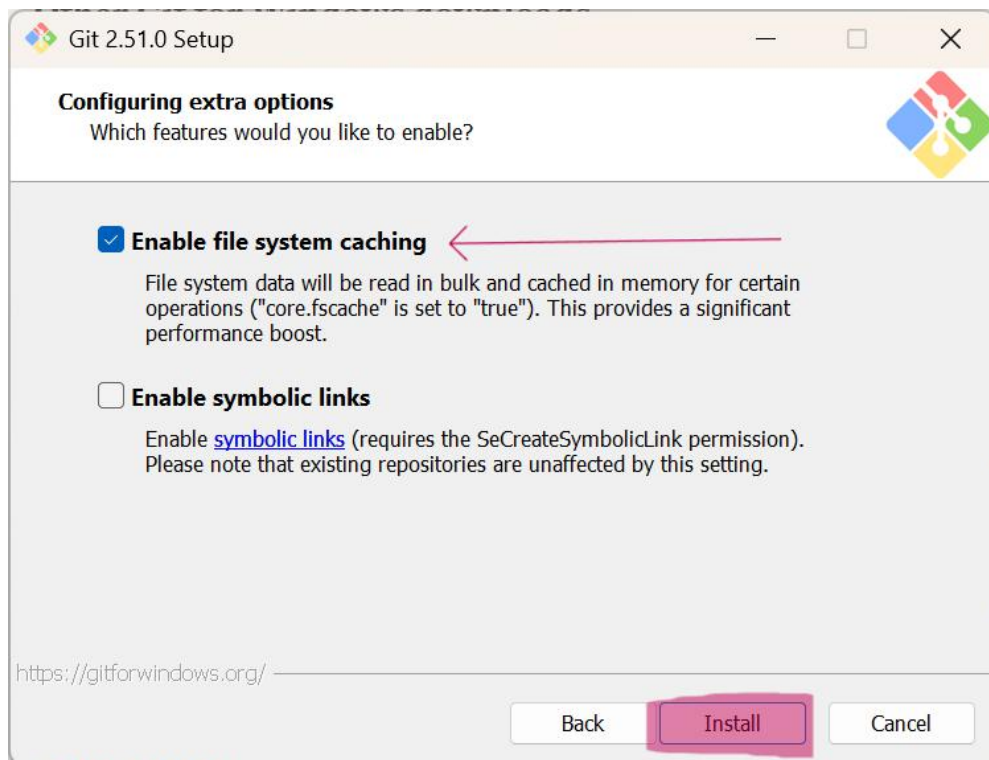 Git 2.51.0 Setup
Configuring extra options
Which features would you like to enable?
Enable file system caching
File system data will be read in bulk and cached in memory for certain
operations ("core.fscache" is set to "true"). This provides a significant
performance boost.
Enable symbolic links
Enable symbolic links (requires the SeCreateSymbolicLink permission).
Please note that existing repositories are unaffected by this setting.
https://gitforwindows.org/
Back Install Cancel